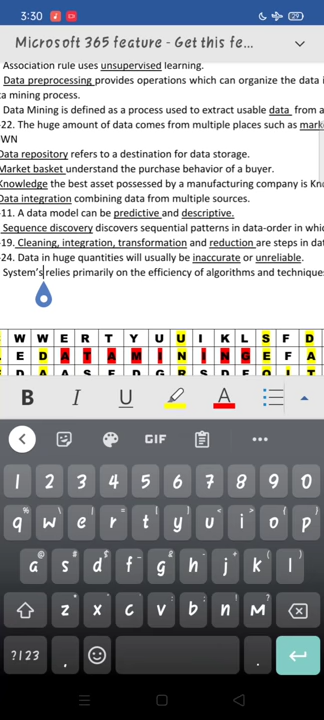 3:30 29
Microsoft 365 feature - Get this fe...
Association rule uses unsupervised learning.
Data preprocessing provides operations which can organize the data i
ta mining process.
Data Mining is defined as a process used to extract usable data from a
-22. The huge amount of data comes from multiple places such as mark
WN
Data repository refers to a destination for data storage.
Market basket understand the purchase behavior of a buyer.
Knowledge the best asset possessed by a manufacturing company is Kn
Data integration combining data from multiple sources.
-11. A data model can be predictive and descriptive.
Sequence discovery discovers sequential patterns in data-order in whic
-19. Cleaning, integration, transformation and reduction are steps in dat
-24. Data in huge quantities will usually be inaccurate or unreliable.
System's relies primarily on the efficiency of algorithms and technique
W W E R T Y U U I K L S F D
L E D A T A M I N I N G E F A
B I U A
GIF
1 2 3 4 5 6 7 8 9 0
q w e r t y u i o p
a s d f g h j k l
z x c v b n M
?123 , .